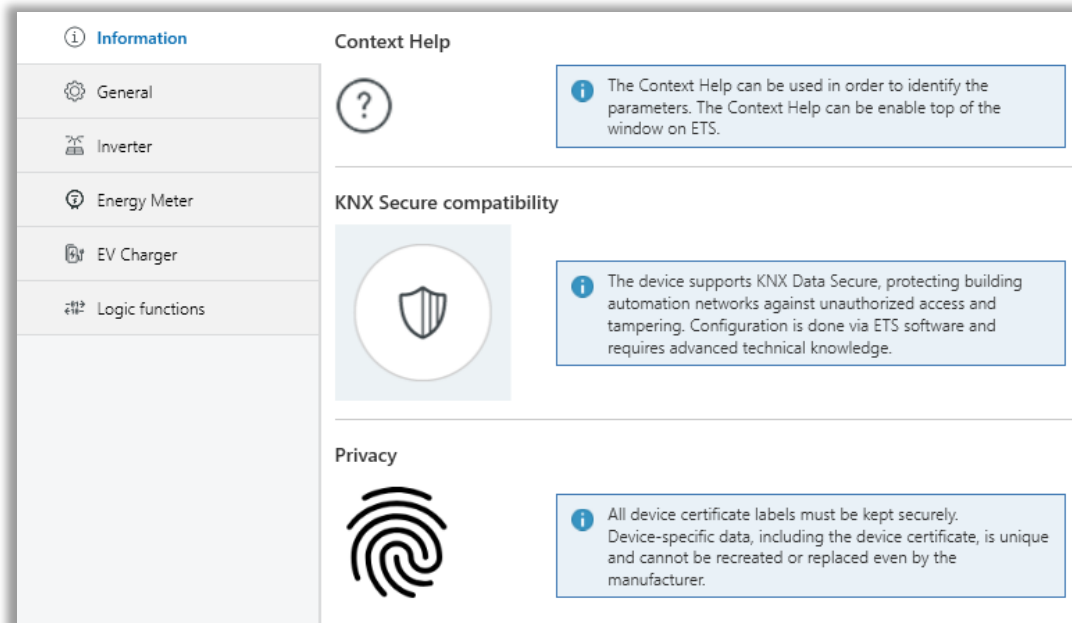 Information
General
Inverter
Energy Meter
EV Charger
Logic functions
Context Help
The Context Help can be used in order to identify the
parameters. The Context Help can be enable top of the
window on ETS.
KNX Secure compatibility
The device supports KNX Data Secure, protecting building
automation networks against unauthorized access and
tampering. Configuration is done via ETS software and
requires advanced technical knowledge.
Privacy
All device certificate labels must be kept securely.
Device-specific data, including the device certificate, is unique
and cannot be recreated or replaced even by the
manufacturer.